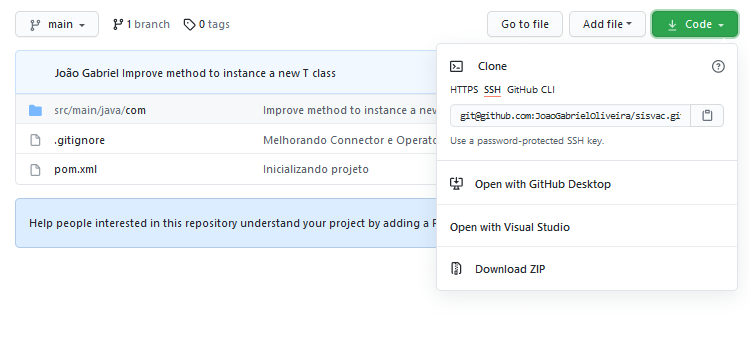 main 1 branch 0 tags Go to file Add file Code
João Gabriel Improve method to instance a new T class
Clone
HTTPS SSH GitHub CLI
src/main/java/com Improve method to instance a new
git@github.com:JoaoGabrielOliveira/sisvac.gi
.gitignore Melhorando Connector e Operato
Use a password-protected SSH key.
pom.xml Inicializando projeto
Open with GitHub Desktop
Help people interested in this repository understand your project by adding a
Open with Visual Studio
Download ZIP